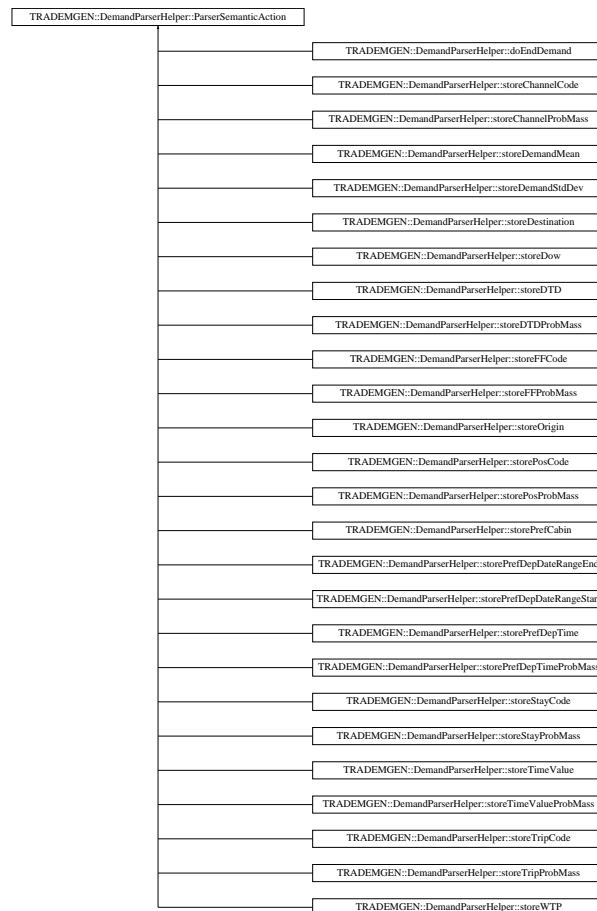 TRADEMGEN::DemandParserHelper::ParserSemanticAction
TRADEMGEN::DemandParserHelper::doEndDemand
TRADEMGEN::DemandParserHelper::storeChannelCode
TRADEMGEN::DemandParserHelper::storeChannelProbMass
TRADEMGEN::DemandParserHelper::storeDemandMean
TRADEMGEN::DemandParserHelper::storeDemandStdDev
TRADEMGEN::DemandParserHelper::storeDestination
TRADEMGEN::DemandParserHelper::storeDow
TRADEMGEN::DemandParserHelper::storeDTD
TRADEMGEN::DemandParserHelper::storeDTDProbMass
TRADEMGEN::DemandParserHelper::storeFFCode
TRADEMGEN::DemandParserHelper::storeFFProbMass
TRADEMGEN::DemandParserHelper::storeOrigin
TRADEMGEN::DemandParserHelper::storePosCode
TRADEMGEN::DemandParserHelper::storePosProbMass
TRADEMGEN::DemandParserHelper::storePrefCabin
TRADEMGEN::DemandParserHelper::storePrefDepDateRangeEnd
TRADEMGEN::DemandParserHelper::storePrefDepDateRangeStar
TRADEMGEN::DemandParserHelper::storePrefDepTime
TRADEMGEN::DemandParserHelper::storePrefDepTimeProbMass
TRADEMGEN::DemandParserHelper::storeStayCode
TRADEMGEN::DemandParserHelper::storeStayProbMass
TRADEMGEN::DemandParserHelper::storeTimeValue
TRADEMGEN::DemandParserHelper::storeTimeValueProbMass
TRADEMGEN::DemandParserHelper::storeTripCode
TRADEMGEN::DemandParserHelper::storeTripProbMass
TRADEMGEN::DemandParserHelper::storeWTP